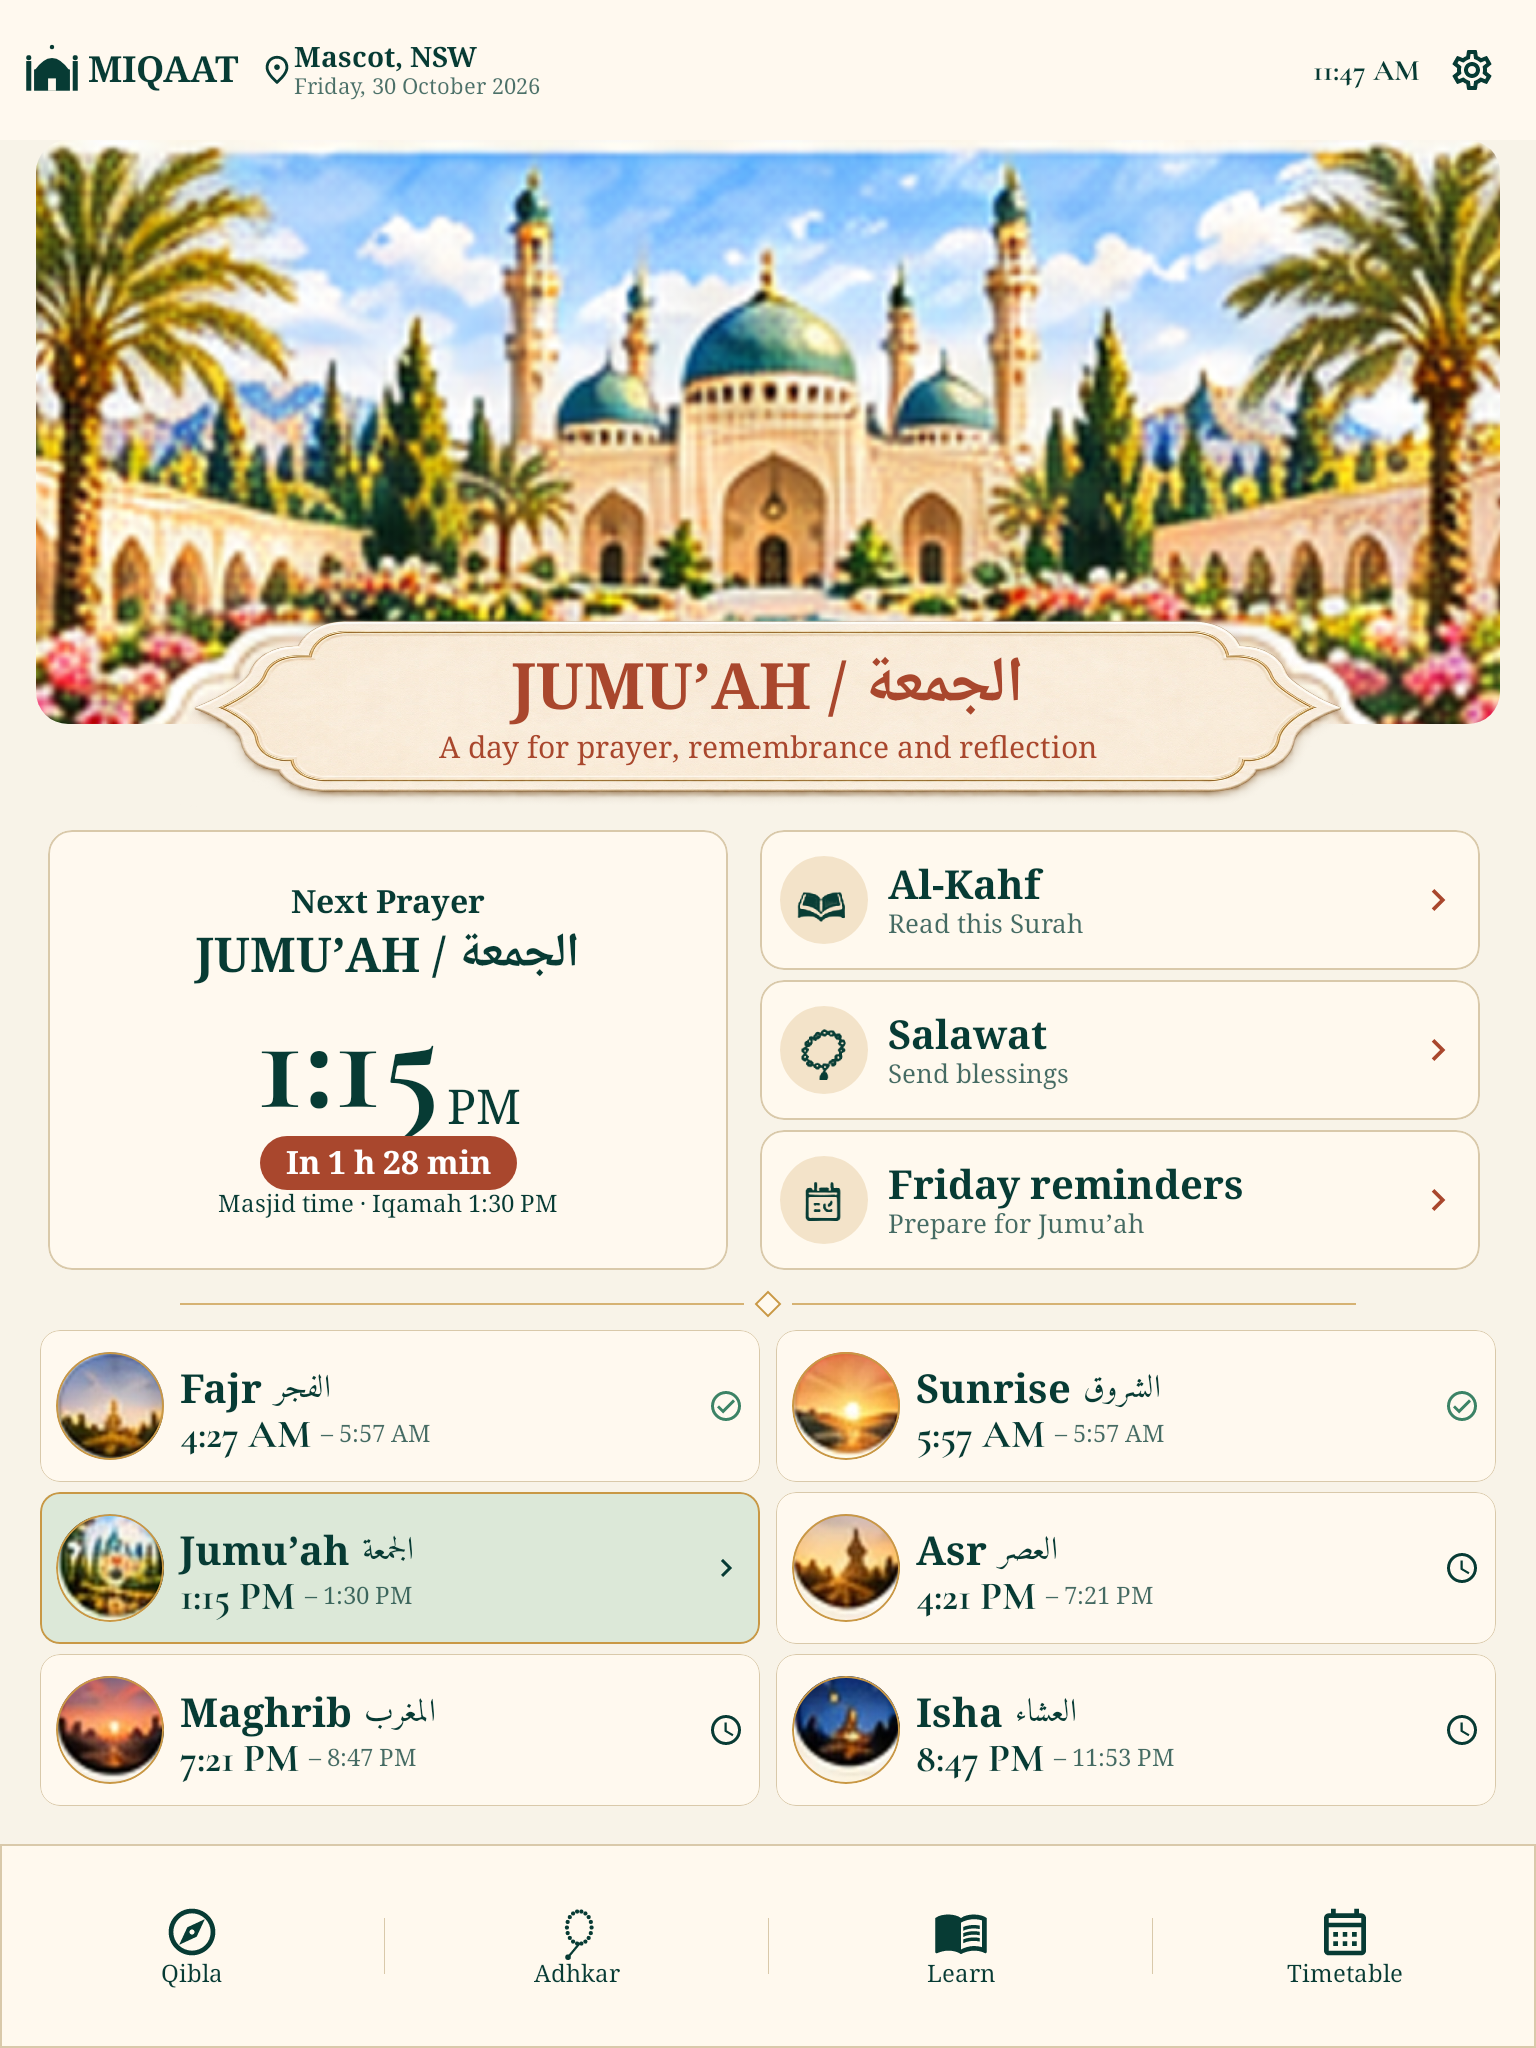 MIQAAT
Mascot, NSW
Friday, 30 October 2026
11:47 AM
JUMU’AH / الجمعة
A day for prayer, remembrance and reflection
Next Prayer
JUMU’AH / الجمعة
1:15 PM
In 1 h 28 min
Masjid time · Iqamah 1:30 PM
Al-Kahf
Read this Surah
Salawat
Send blessings
Friday reminders
Prepare for Jumu’ah
Fajr الفجر
4:27 AM – 5:57 AM
Sunrise الشروق
5:57 AM – 5:57 AM
Jumu’ah الجمعة
1:15 PM – 1:30 PM
Asr العصر
4:21 PM – 7:21 PM
Maghrib المغرب
7:21 PM – 8:47 PM
Isha العشاء
8:47 PM – 11:53 PM
Qibla
Adhkar
Learn
Timetable